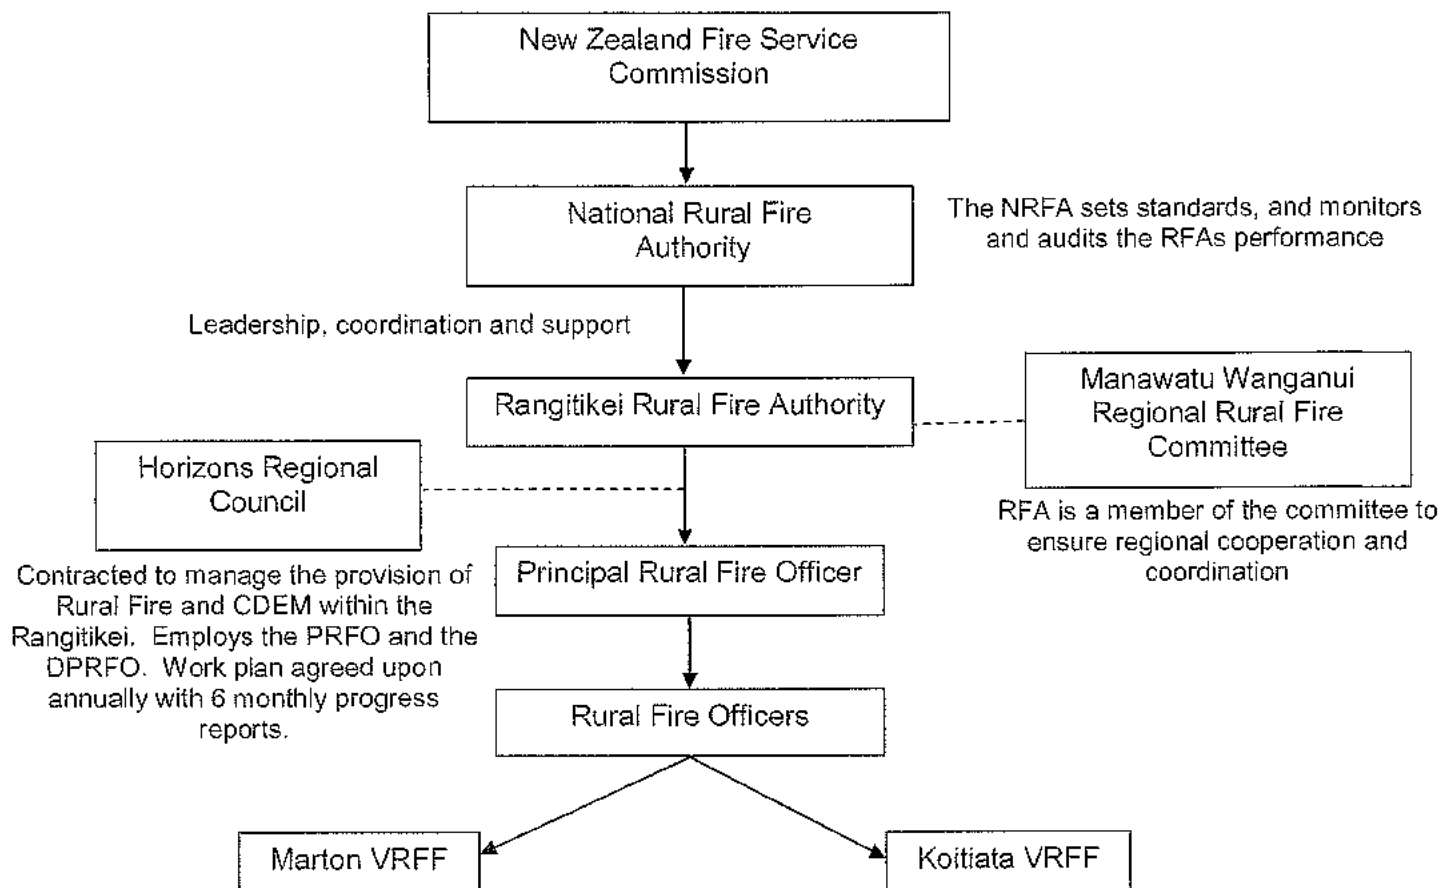 New Zealand Fire Service
Commission
National Rural Fire
Authority
The NRFA sets standards, and monitors
and audits the RFAs performance
Leadership, coordination and support
Rangitikei Rural Fire Authority
Manawatu Wanganui
Regional Rural Fire
Committee
Horizons Regional
Council
RFA is a member of the committee to
ensure regional cooperation and
coordination
Contracted to manage the provision of
Rural Fire and CDEM within the
Rangitikei. Employs the PRFO and the
DPRFO. Work plan agreed upon
annually with 6 monthly progress
reports.
Principal Rural Fire Officer
Rural Fire Officers
Marton VRFF
Koitiata VRFF